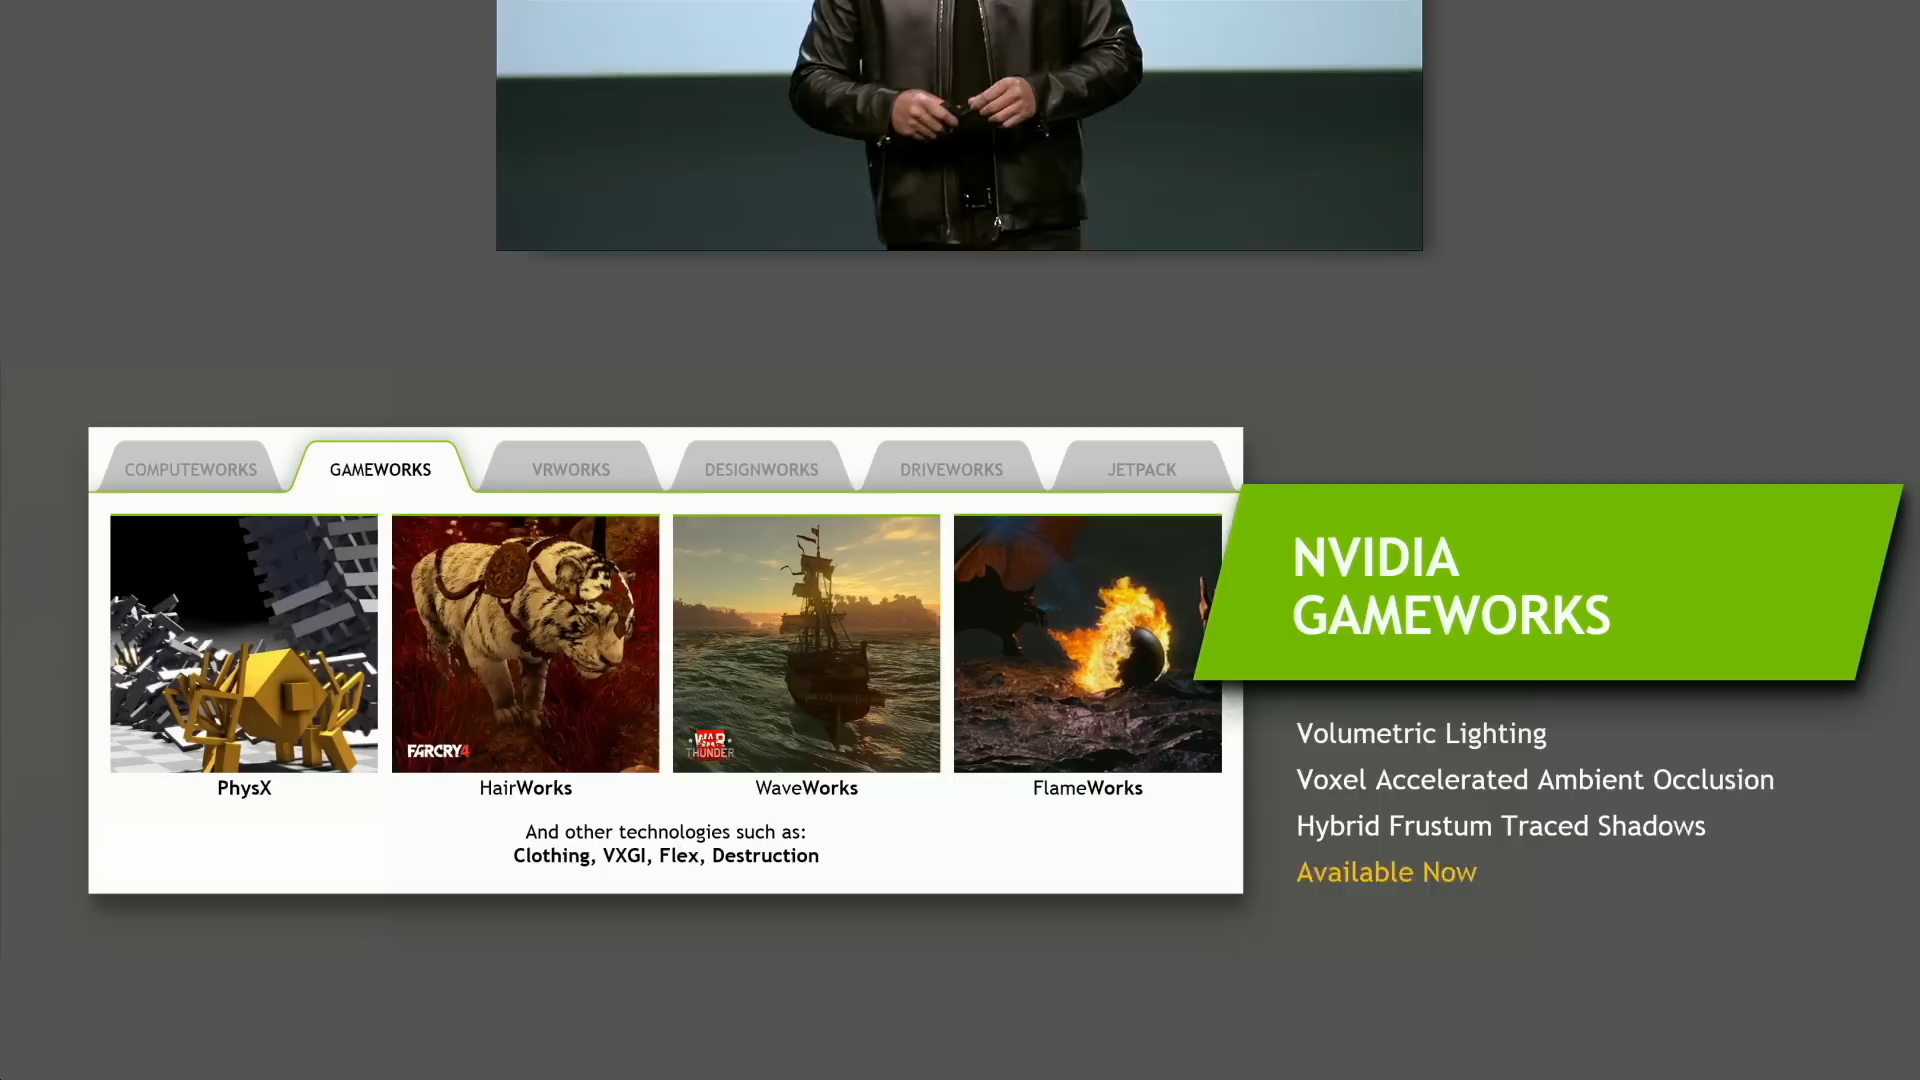 COMPUTEWORKS
GAMEWORKS
VRWORKS
DESIGNWORKS
DRIVEWORKS
JETPACK
FARCRY4
WAR
THUNDER
PhysX
HairWorks
WaveWorks
FlameWorks
And other technologies such as:
Clothing, VXGI, Flex, Destruction
NVIDIA
GAMEWORKS
Volumetric Lighting
Voxel Accelerated Ambient Occlusion
Hybrid Frustum Traced Shadows
Available Now